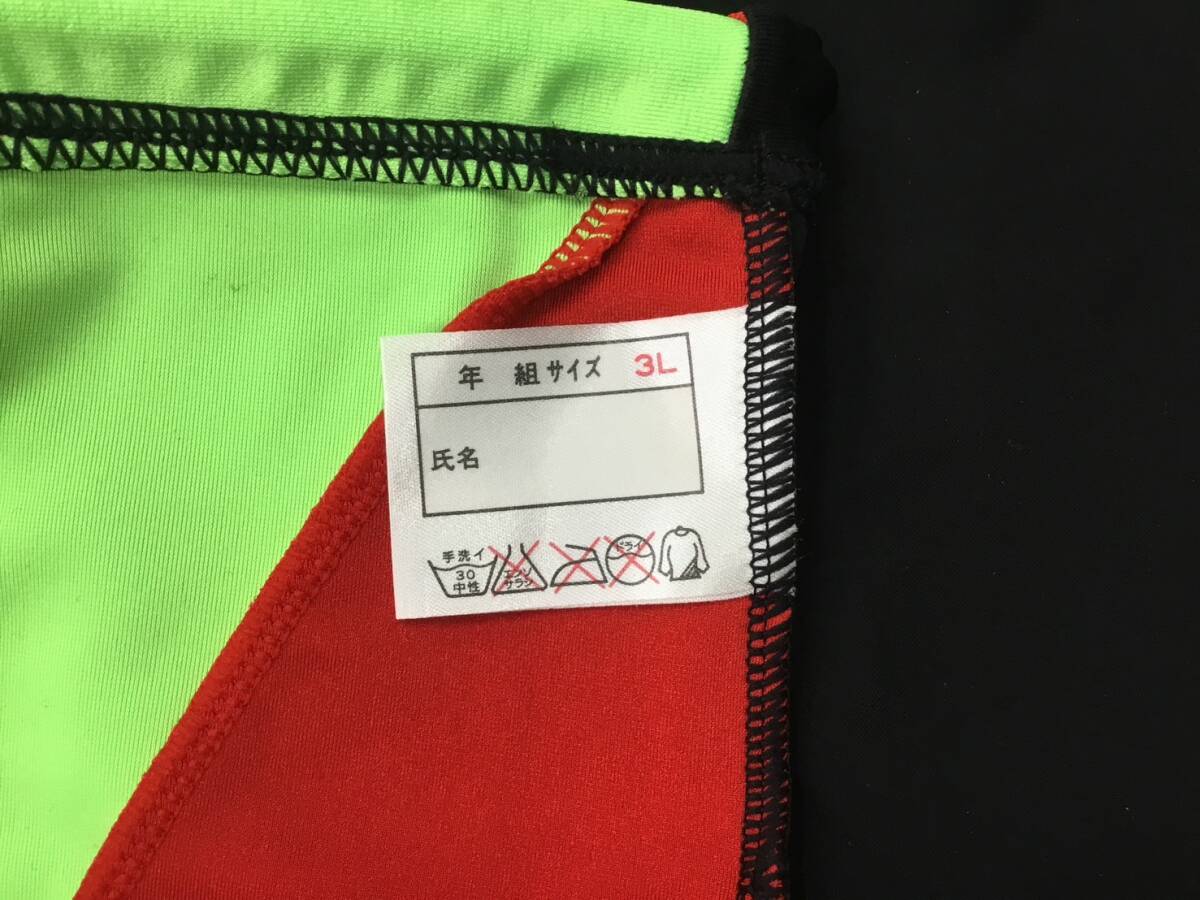 年 組サイズ 3L
氏名
手洗イ
30
中性
エンソ
サラシ
ドライ